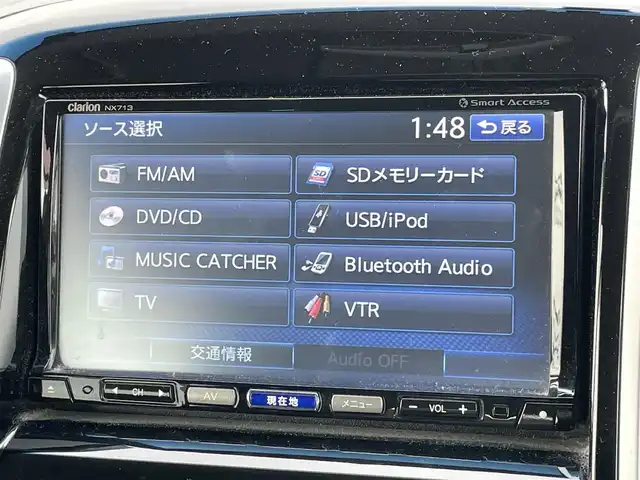 clarion NX713
Smart Access
ソース選択
1:48
戻る
FM/AM
SDメモリーカード
DVD/CD
USB/iPod
MUSIC CATCHER
Bluetooth Audio
TV
VTR
交通情報
Audio OFF
CH
AV
現在地
メニュー
− VOL +